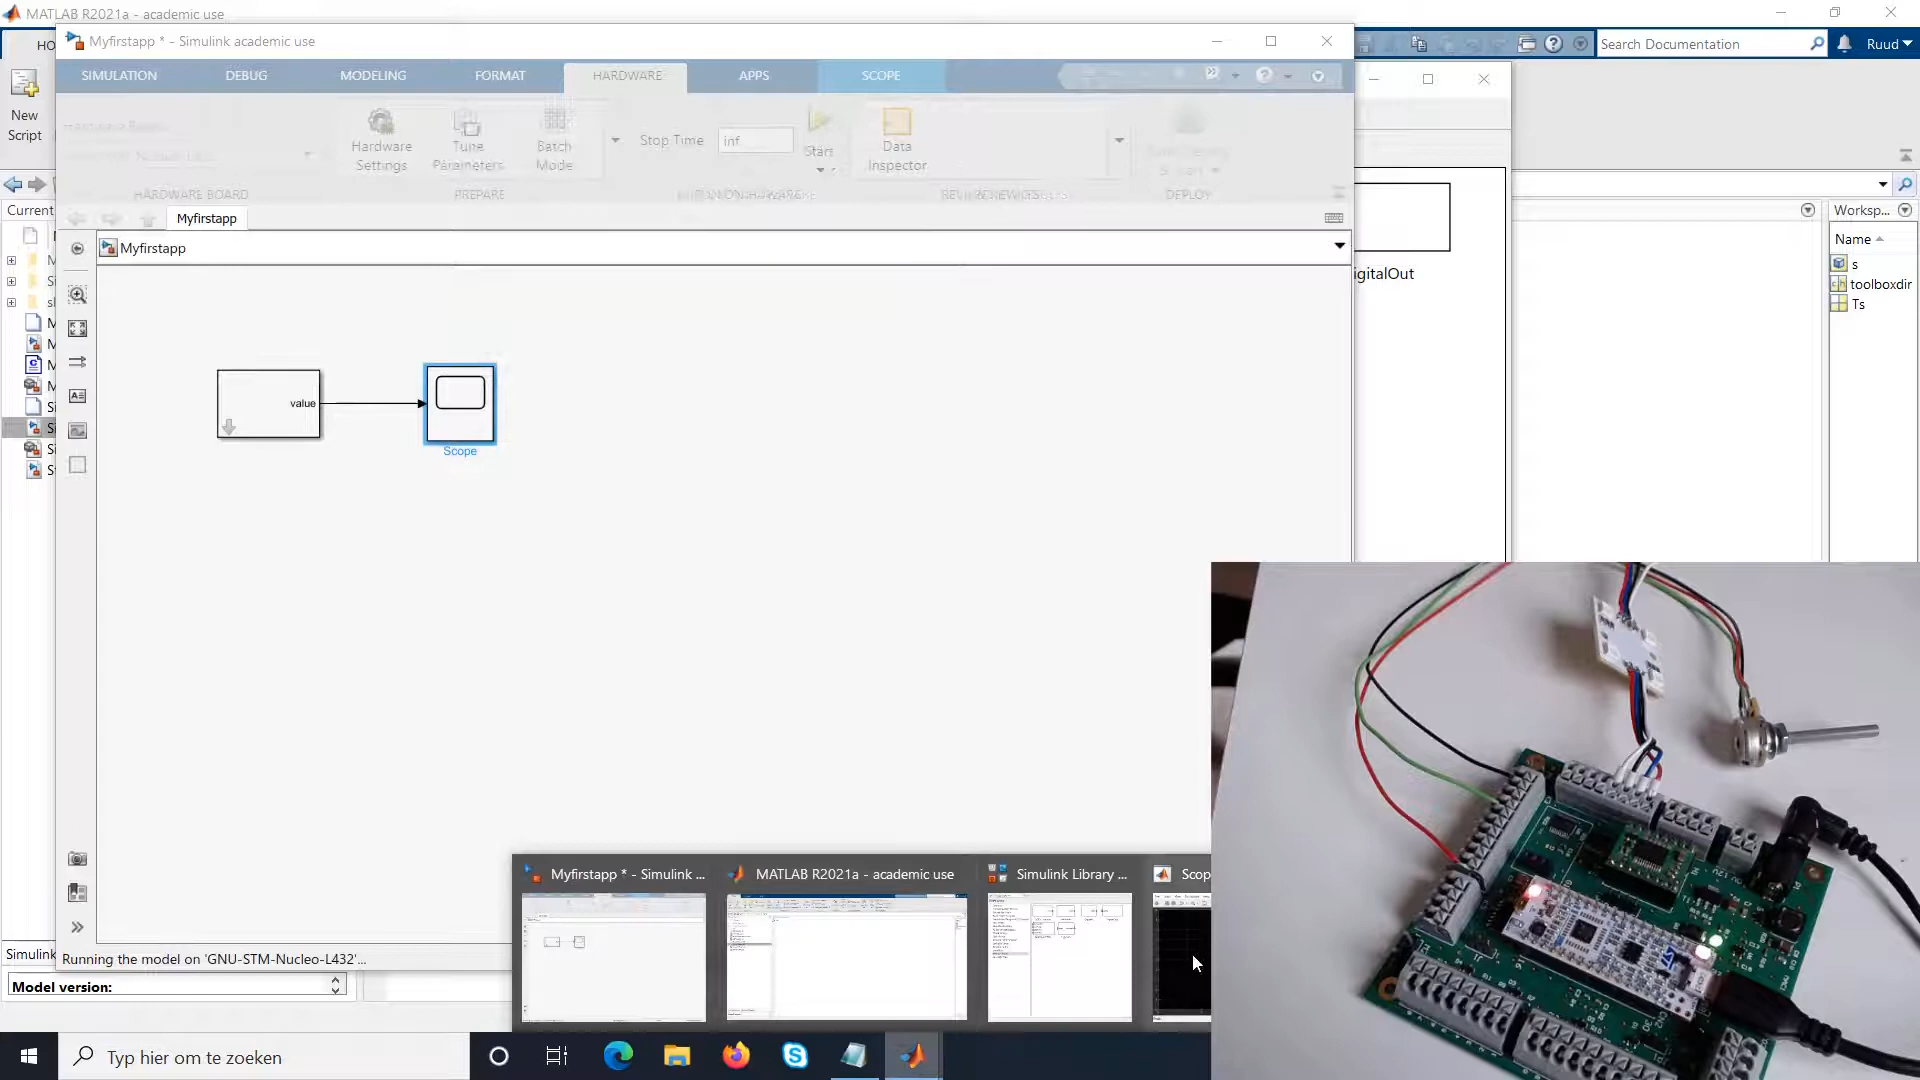 MATLAB R2021a - academic use
Myfirstapp * - Simulink academic use
HO
Search Documentation
Ruud
SIMULATION
DEBUG
MODELING
FORMAT
HARDWARE
APPS
SCOPE
New
Script
Hardware
Settings
Tune
Parameters
Batch
Mode
Stop Time
inf
Data
Inspector
HARDWARE BOARD
PREPARE
DEPLOY
Current
Myfirstapp
Myfirstapp
Worksp...
Name
s
toolboxdir
Ts
igitalOut
value
Scope
Simulink
Running the model on 'GNU-STM-Nucleo-L432'...
Model version:
Myfirstapp * - Simulink ...
MATLAB R2021a - academic use
Simulink Library ...
Scop
Typ hier om te zoeken